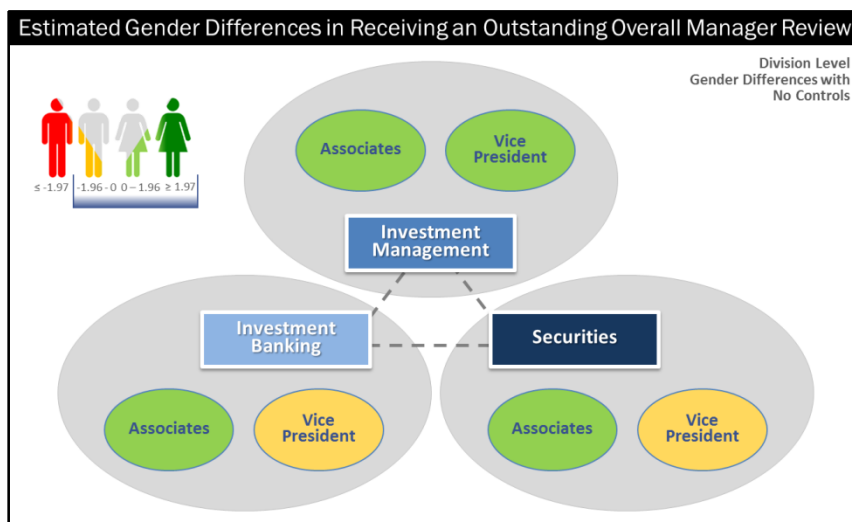 Estimated Gender Differences in Receiving an Outstanding Overall Manager Review
Division Level
Gender Differences with
No Controls
≤ -1.97 -1.96 - 0 0 – 1.96 ≥ 1.97
Associates
Vice
President
Investment
Management
Investment
Banking
Securities
Associates
Vice
President
Associates
Vice
President